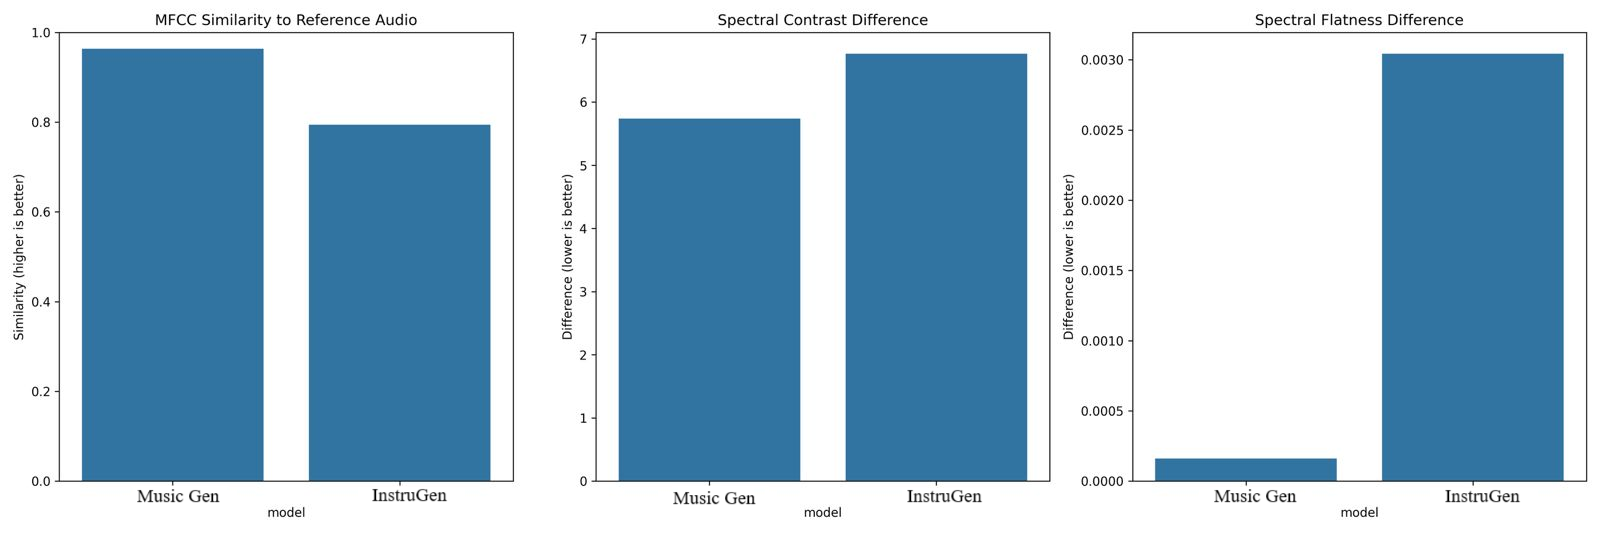 MFCC Similarity to Reference Audio
Similarity (higher is better)
1.0
0.8
0.6
0.4
0.2
0.0
Music Gen
InstruGen
model
Spectral Contrast Difference
Difference (lower is better)
7
6
5
4
3
2
1
0
Music Gen
InstruGen
model
Spectral Flatness Difference
Difference (lower is better)
0.0030
0.0025
0.0020
0.0015
0.0010
0.0005
0.0000
Music Gen
InstruGen
model